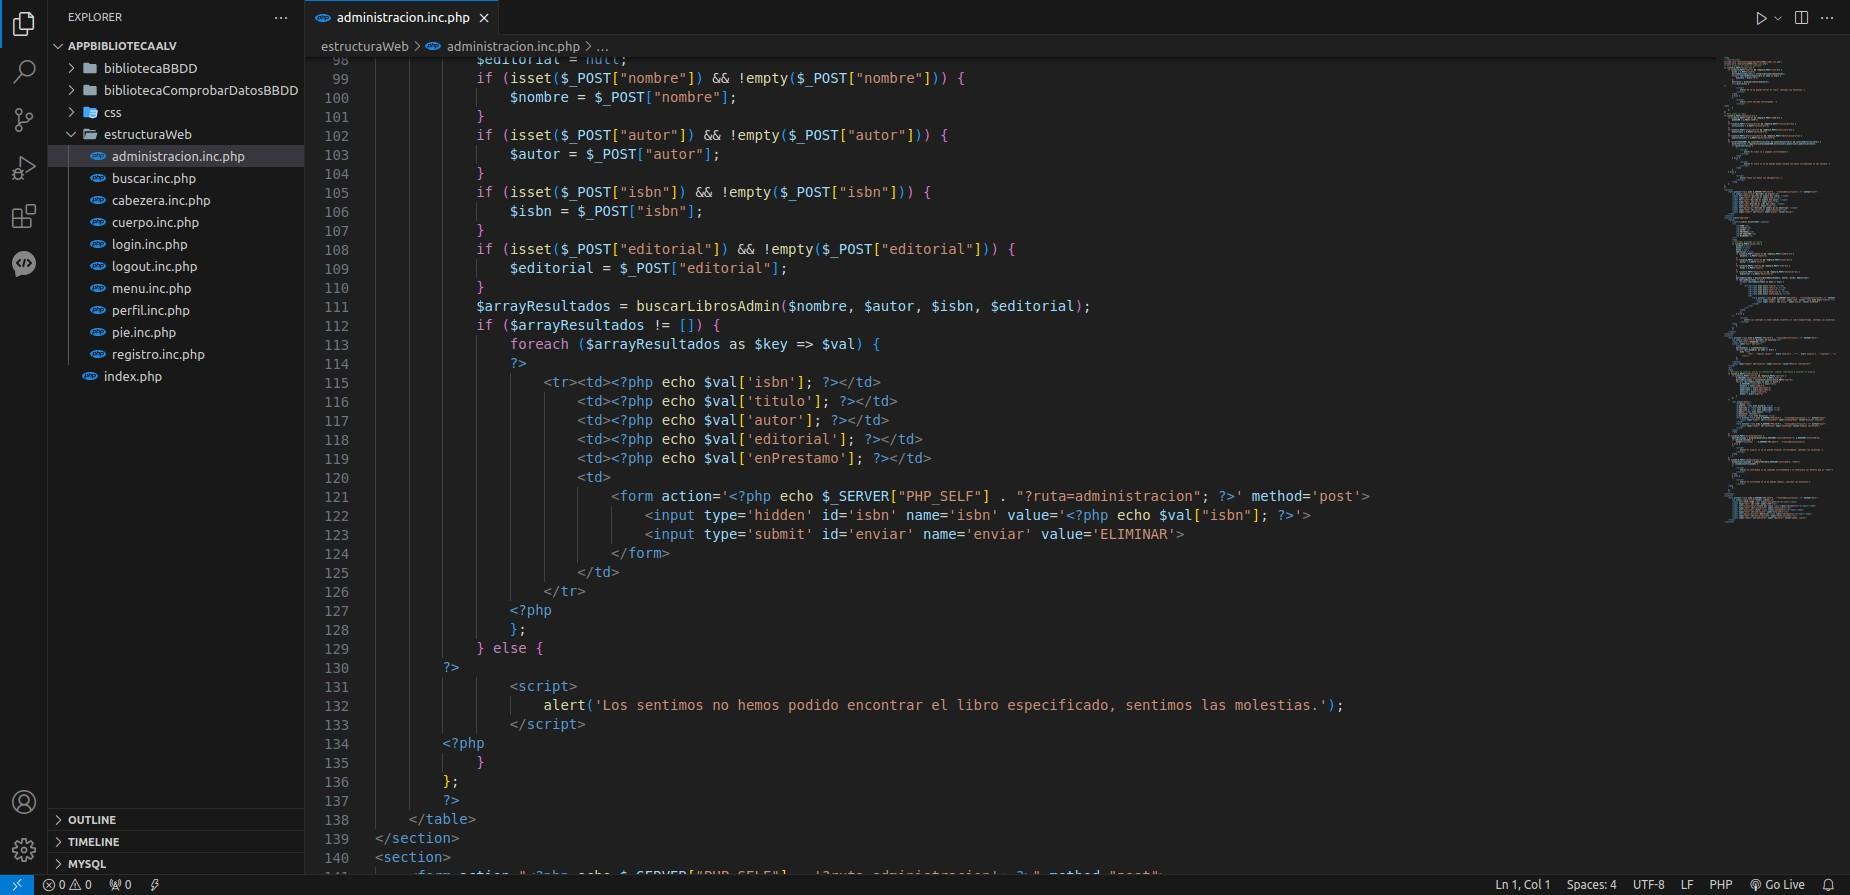 EXPLORER
APPBIBLIOTECAALV
bibliotecaBBDD
bibliotecaComprobarDatosBBDD
css
estructuraWeb
administracion.inc.php
buscar.inc.php
cabezera.inc.php
cuerpo.inc.php
login.inc.php
logout.inc.php
menu.inc.php
perfil.inc.php
pie.inc.php
registro.inc.php
index.php
OUTLINE
TIMELINE
MYSQL
administracion.inc.php
estructuraWeb > administracion.inc.php > ...
98 $editorial = null;
99 if (isset($_POST["nombre"]) && !empty($_POST["nombre"])) {
100 $nombre = $_POST["nombre"];
101 }
102 if (isset($_POST["autor"]) && !empty($_POST["autor"])) {
103 $autor = $_POST["autor"];
104 }
105 if (isset($_POST["isbn"]) && !empty($_POST["isbn"])) {
106 $isbn = $_POST["isbn"];
107 }
108 if (isset($_POST["editorial"]) && !empty($_POST["editorial"])) {
109 $editorial = $_POST["editorial"];
110 }
111 $arrayResultados = buscarLibrosAdmin($nombre, $autor, $isbn, $editorial);
112 if ($arrayResultados != []) {
113 foreach ($arrayResultados as $key => $val) {
114 ?>
115 <tr><td><?php echo $val['isbn']; ?></td>
116 <td><?php echo $val['titulo']; ?></td>
117 <td><?php echo $val['autor']; ?></td>
118 <td><?php echo $val['editorial']; ?></td>
119 <td><?php echo $val['enPrestamo']; ?></td>
120 <td>
121 <form action='<?php echo $_SERVER["PHP_SELF"] . "?ruta=administracion"; ?>' method='post'>
122 <input type='hidden' id='isbn' name='isbn' value='<?php echo $val["isbn"]; ?>'>
123 <input type='submit' id='enviar' name='enviar' value='ELIMINAR'>
124 </form>
125 </td>
126 </tr>
127 <?php
128 };
129 } else {
130 ?>
131 <script>
132 alert('Los sentimos no hemos podido encontrar el libro especificado, sentimos las molestias.');
133 </script>
134 <?php
135 }
136 };
137 ?>
138 </table>
139 </section>
140 <section>
141 <form action="<?php echo $_SERVER["PHP_SELF"] . '?ruta=administracion'; ?>" method="post">
0 0 0
Ln 1, Col 1 Spaces: 4 UTF-8 LF PHP Go Live